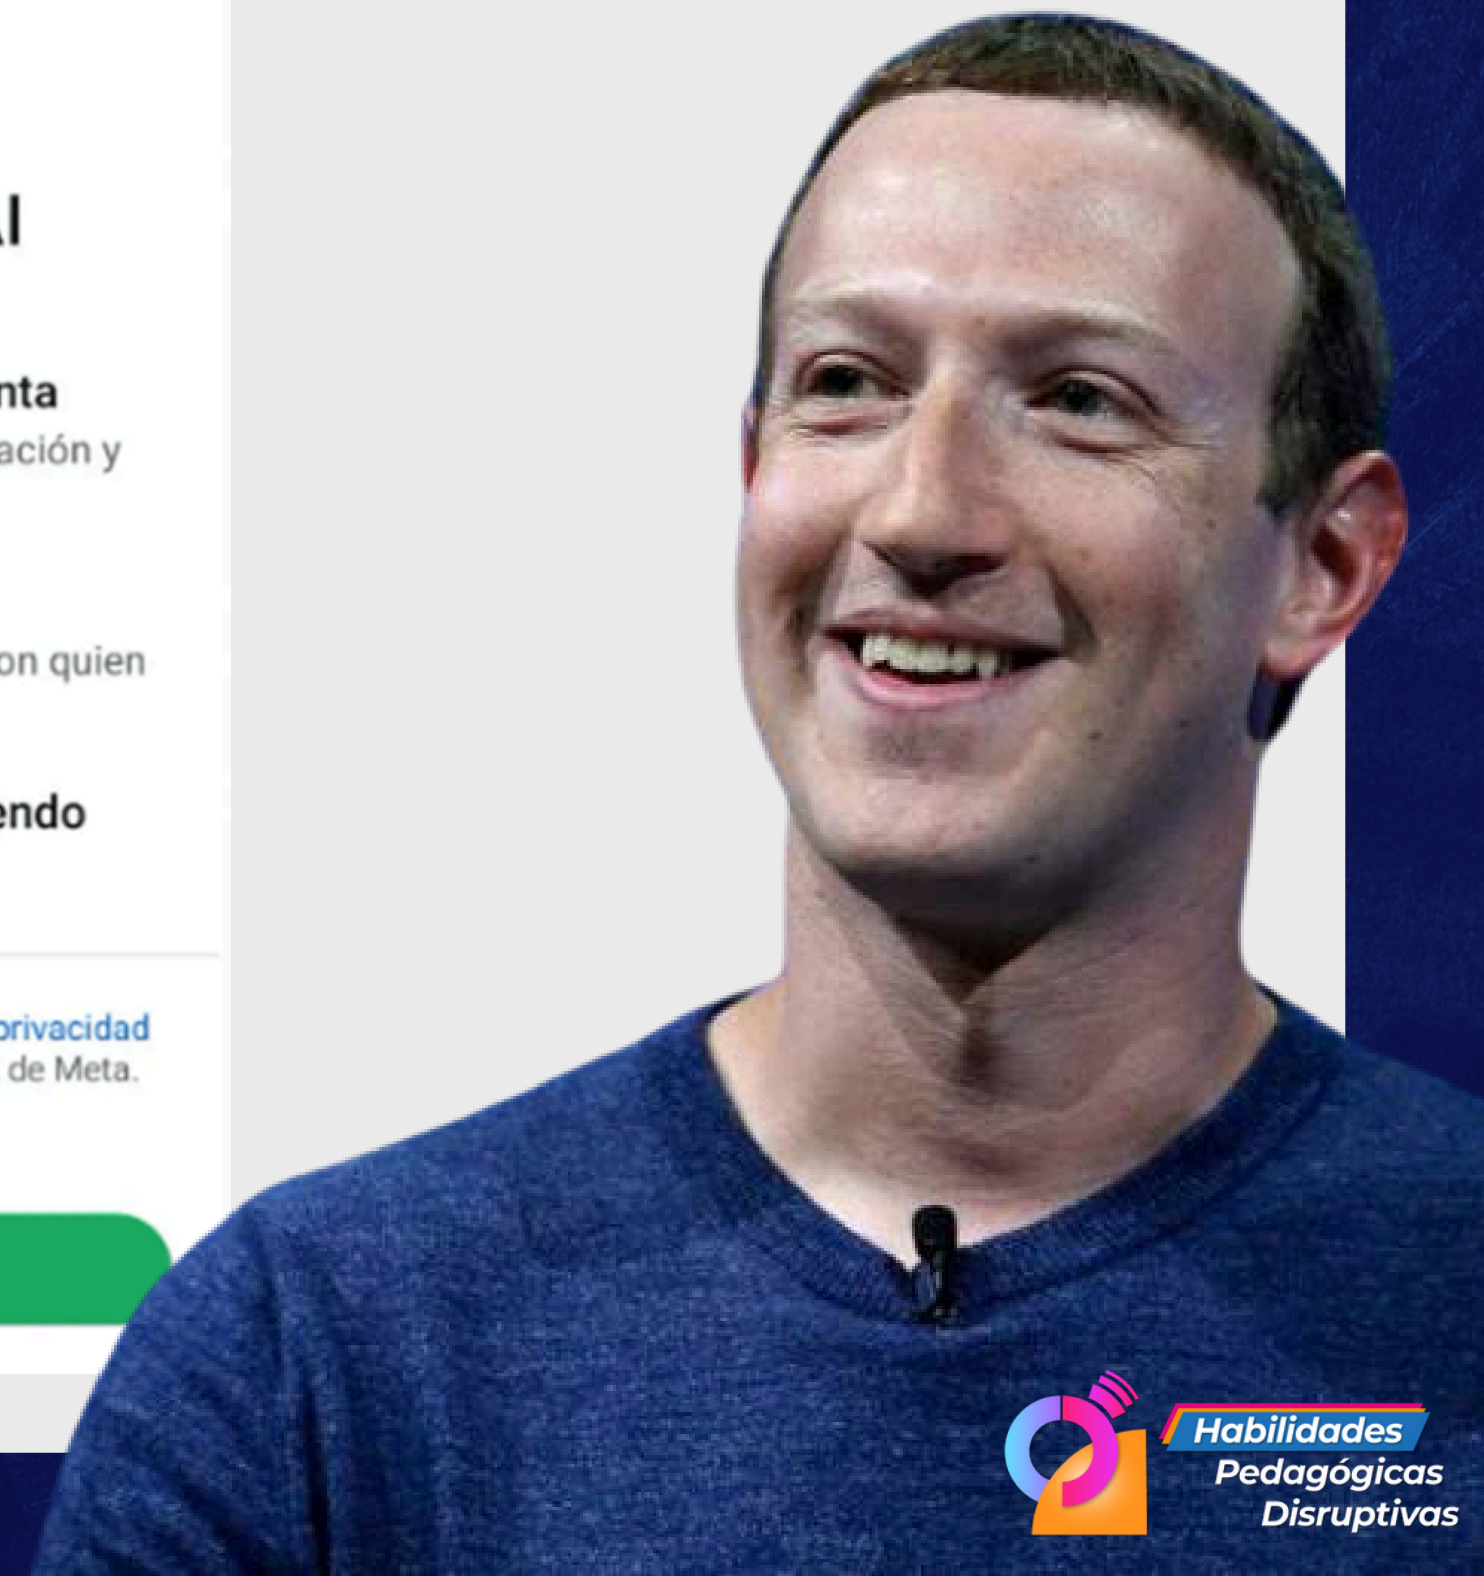 AI
nta
ación y
on quien
endo
privacidad
de Meta.
Habilidades
Pedagógicas
Disruptivas